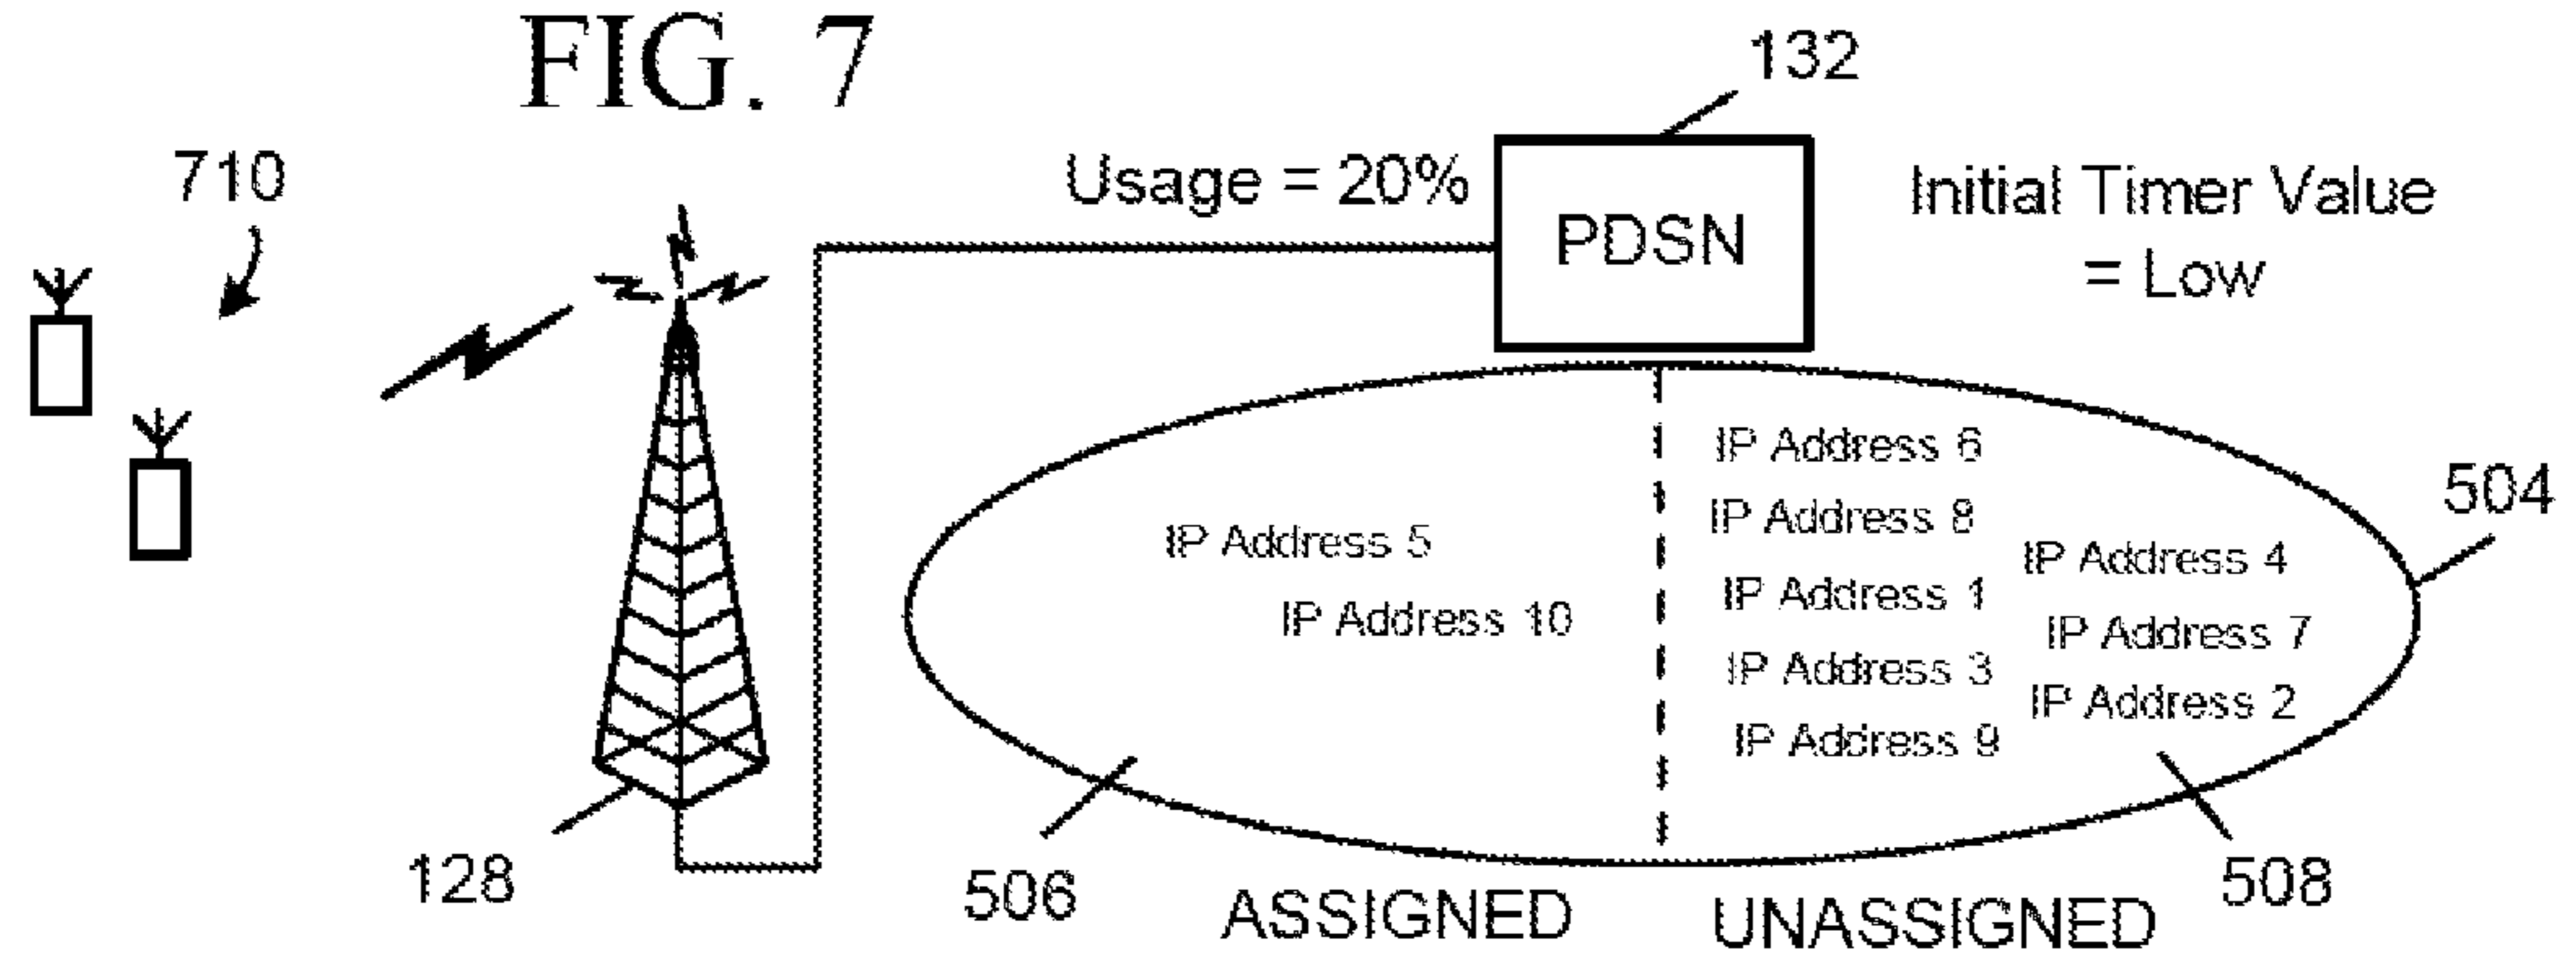 FIG. 7
132
710
Usage = 20%
PDSN
Initial Timer Value
= Low
IP Address 6
504
IP Address 8
IP Address 5
IP Address 4
IP Address 1
IP Address 10
IP Address 7
IP Address 3
IP Address 2
IP Address 9
128
506
508
ASSIGNED
UNASSIGNED